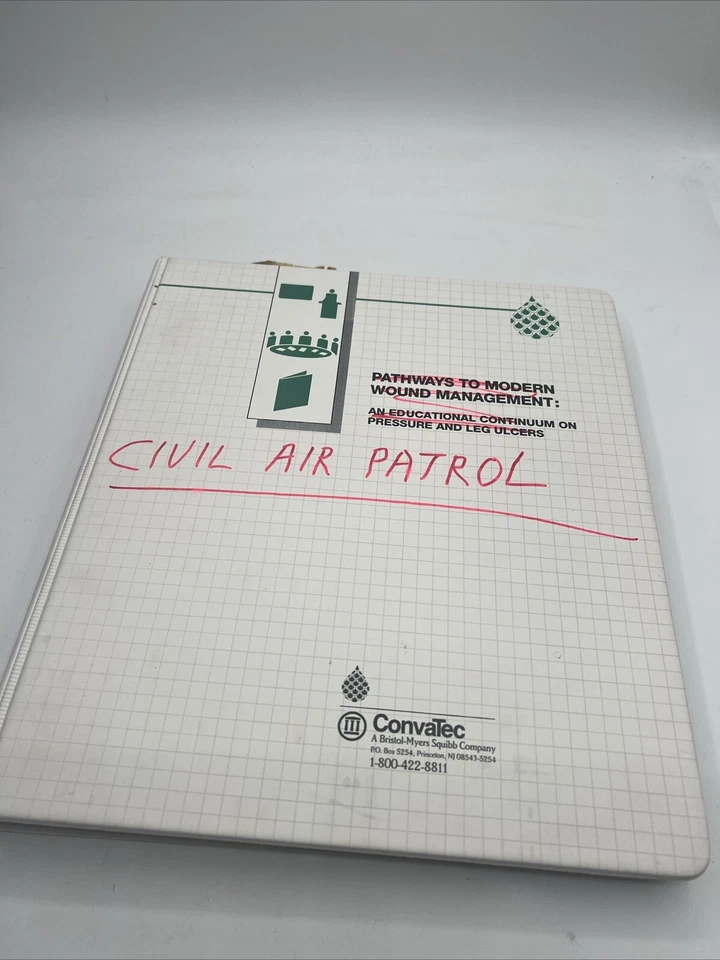 PATHWAYS TO MODERN
WOUND MANAGEMENT:
AN EDUCATIONAL CONTINUUM ON
PRESSURE AND LEG ULCERS
CIVIL AIR PATROL
ConvaTec
A Bristol-Myers Squibb Company
P.O. Box 5254, Princeton, NJ 08543-5254
1-800-422-8811